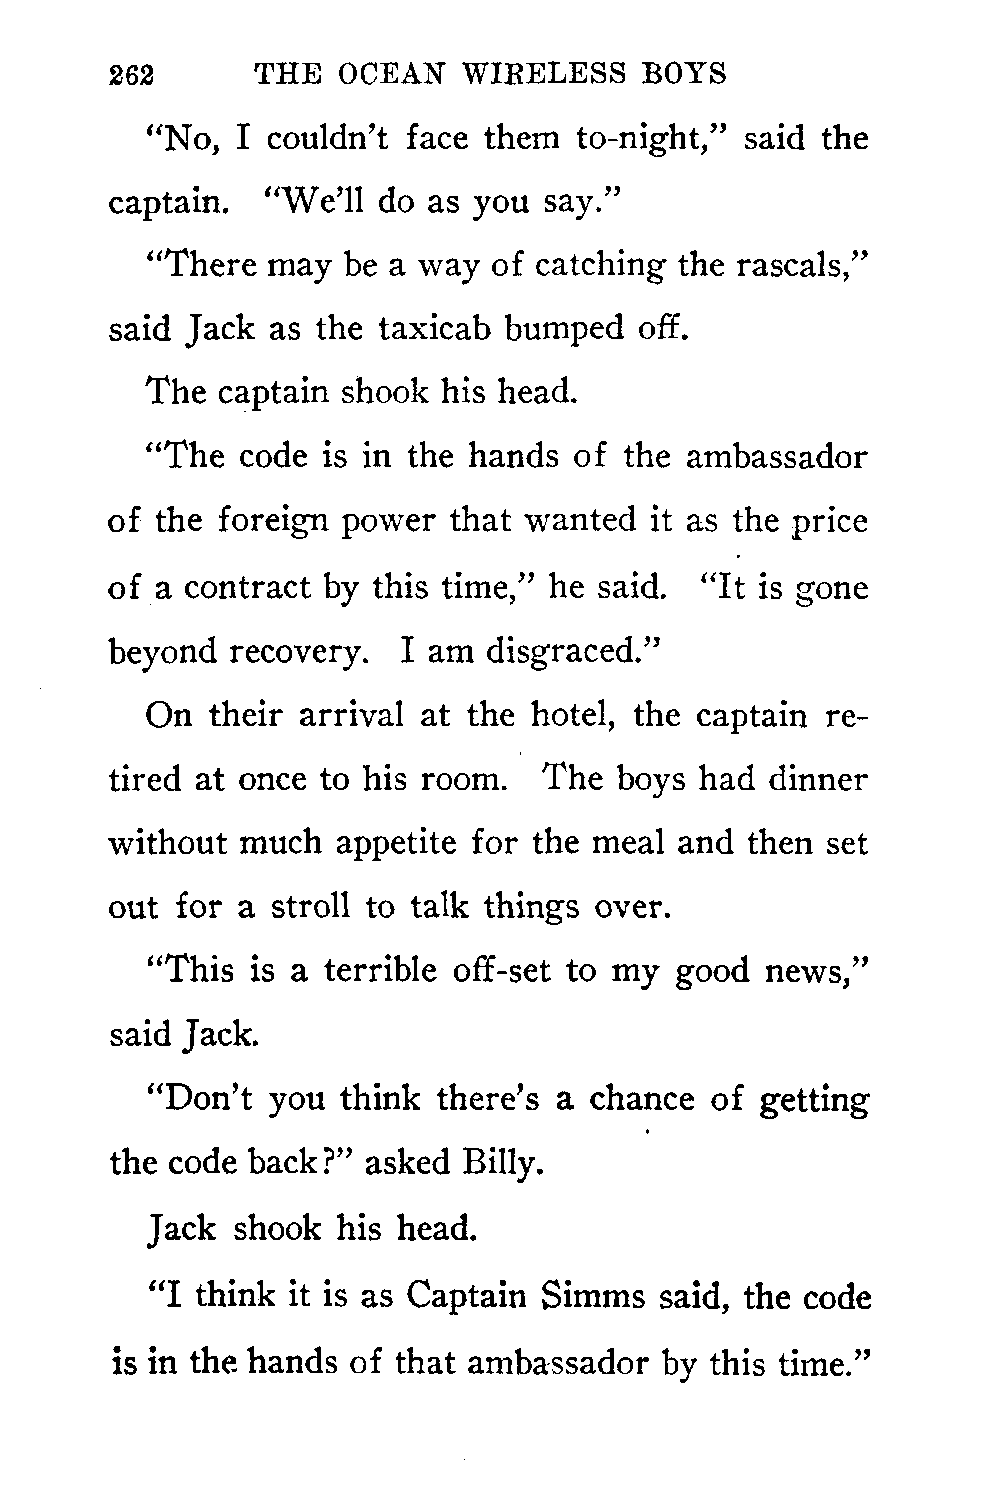 262 THE OCEAN WIRELESS BOYS
“No, I couldn’t face them to-night,” said the
captain. “We’ll do as you say.”
“There may be a way of catching the rascals,”
said Jack as the taxicab bumped off.
The captain shook his head.
“The code is in the hands of the ambassador
of the foreign power that wanted it as the price
of a contract by this time,” he said. “It is gone
beyond recovery. I am disgraced.”
On their arrival at the hotel, the captain re-
tired at once to his room. The boys had dinner
without much appetite for the meal and then set
out for a stroll to talk things over.
“This is a terrible off-set to my good news,”
said Jack.
“Don’t you think there’s a chance of getting
the code back?” asked Billy.
Jack shook his head.
“I think it is as Captain Simms said, the code
is in the hands of that ambassador by this time.”